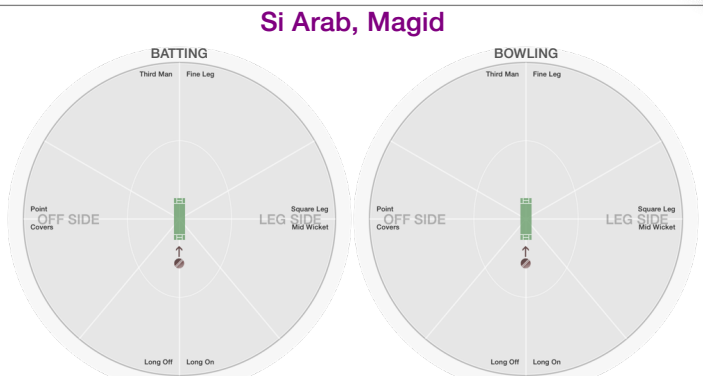 Si Arab, Magid
BATTING
BOWLING
Third Man Fine Leg
Third Man Fine Leg
Point
Square Leg
OFF SIDE
LEG SIDE
Covers
Mid Wicket
Point
Square Leg
OFF SIDE
LEG SIDE
Covers
Mid Wicket
Long Off Long On
Long Off Long On